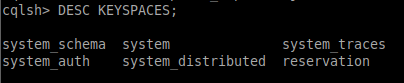 cqlsh> DESC KEYSPACES;
system_schema system system_traces
system_auth system_distributed reservation